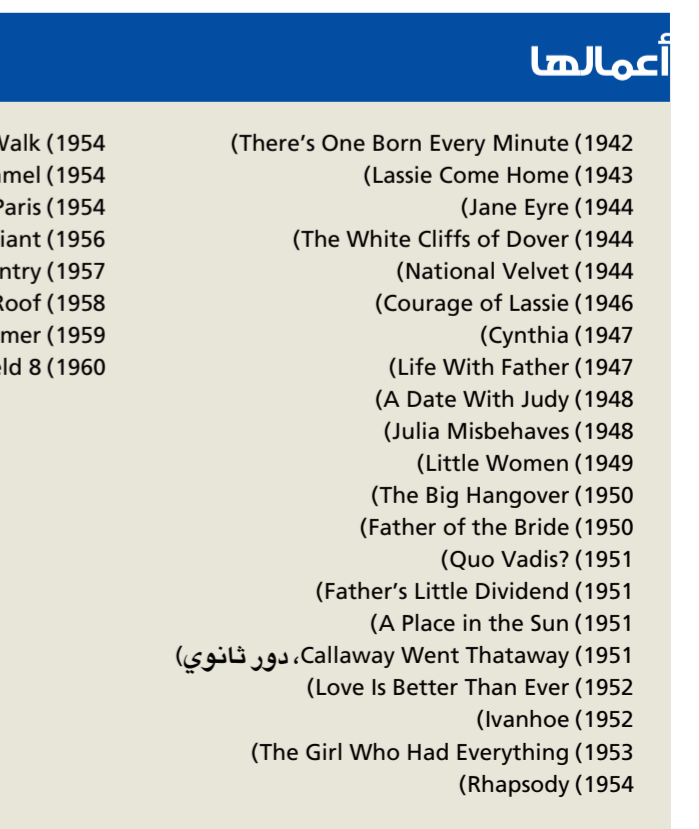 أعمالها
There's One Born Every Minute (1942)
Lassie Come Home (1943)
Jane Eyre (1944)
The White Cliffs of Dover (1944)
National Velvet (1944)
Courage of Lassie (1946)
Cynthia (1947)
Life With Father (1947)
A Date With Judy (1948)
Julia Misbehaves (1948)
Little Women (1949)
The Big Hangover (1950)
Father of the Bride (1950)
Quo Vadis? (1951)
Father's Little Dividend (1951)
A Place in the Sun (1951)
Callaway Went Thataway (1951، دور ثانوي)
Love Is Better Than Ever (1952)
Ivanhoe (1952)
The Girl Who Had Everything (1953)
Rhapsody (1954)
Walk (1954
mel (1954
Paris (1954
iant (1956
ntry (1957
Roof (1958
mer (1959
eld 8 (1960